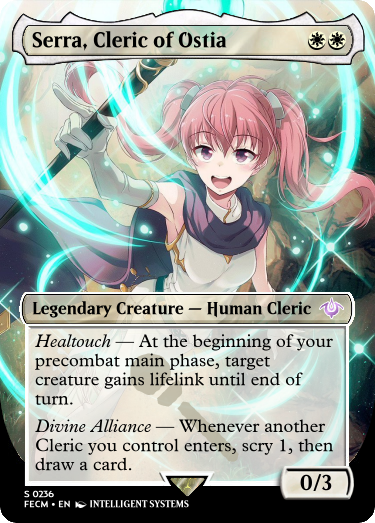 Serra, Cleric of Ostia
Legendary Creature — Human Cleric
Healtouch — At the beginning of your
precombat main phase, target
creature gains lifelink until end of
turn.
Divine Alliance — Whenever another
Cleric you control enters, scry 1, then
draw a card.
0/3
S 0236
FECM • EN INTELLIGENT SYSTEMS